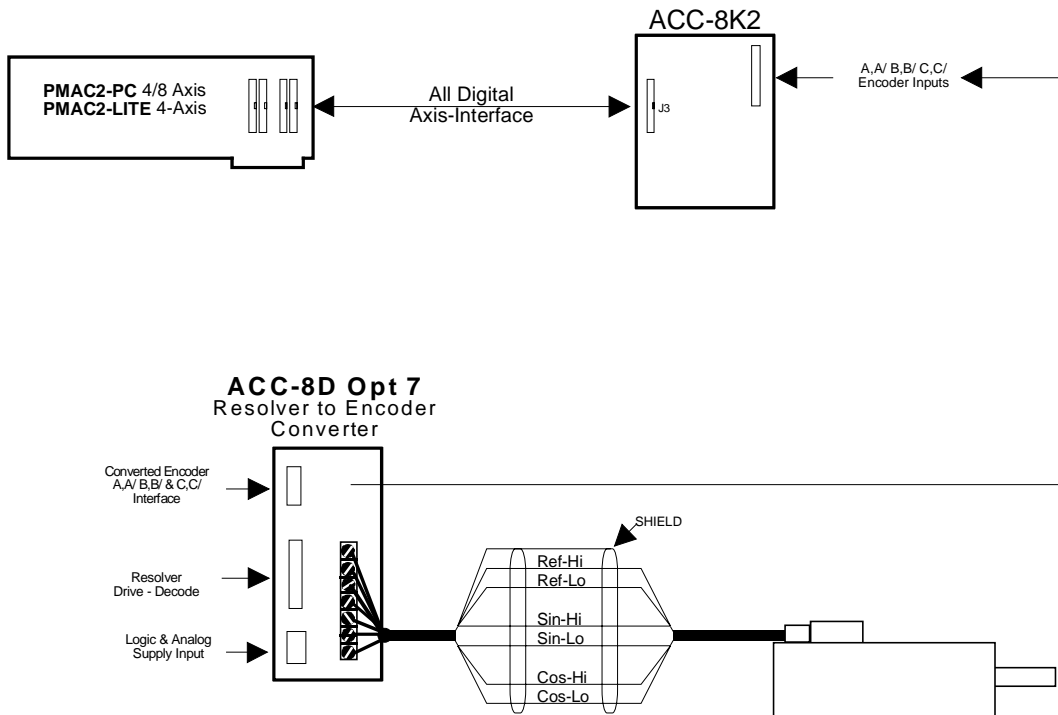 ACC-8K2
PMAC2-PC 4/8 Axis
PMAC2-LITE 4-Axis
All Digital
Axis-Interface
J3
A,A/ B,B/ C,C/
Encoder Inputs
ACC-8D Opt 7
Resolver to Encoder
Converter
Converted Encoder
A,A/ B,B/ & C,C/
Interface
Resolver
Drive - Decode
Logic & Analog
Supply Input
SHIELD
Ref-Hi
Ref-Lo
Sin-Hi
Sin-Lo
Cos-Hi
Cos-Lo